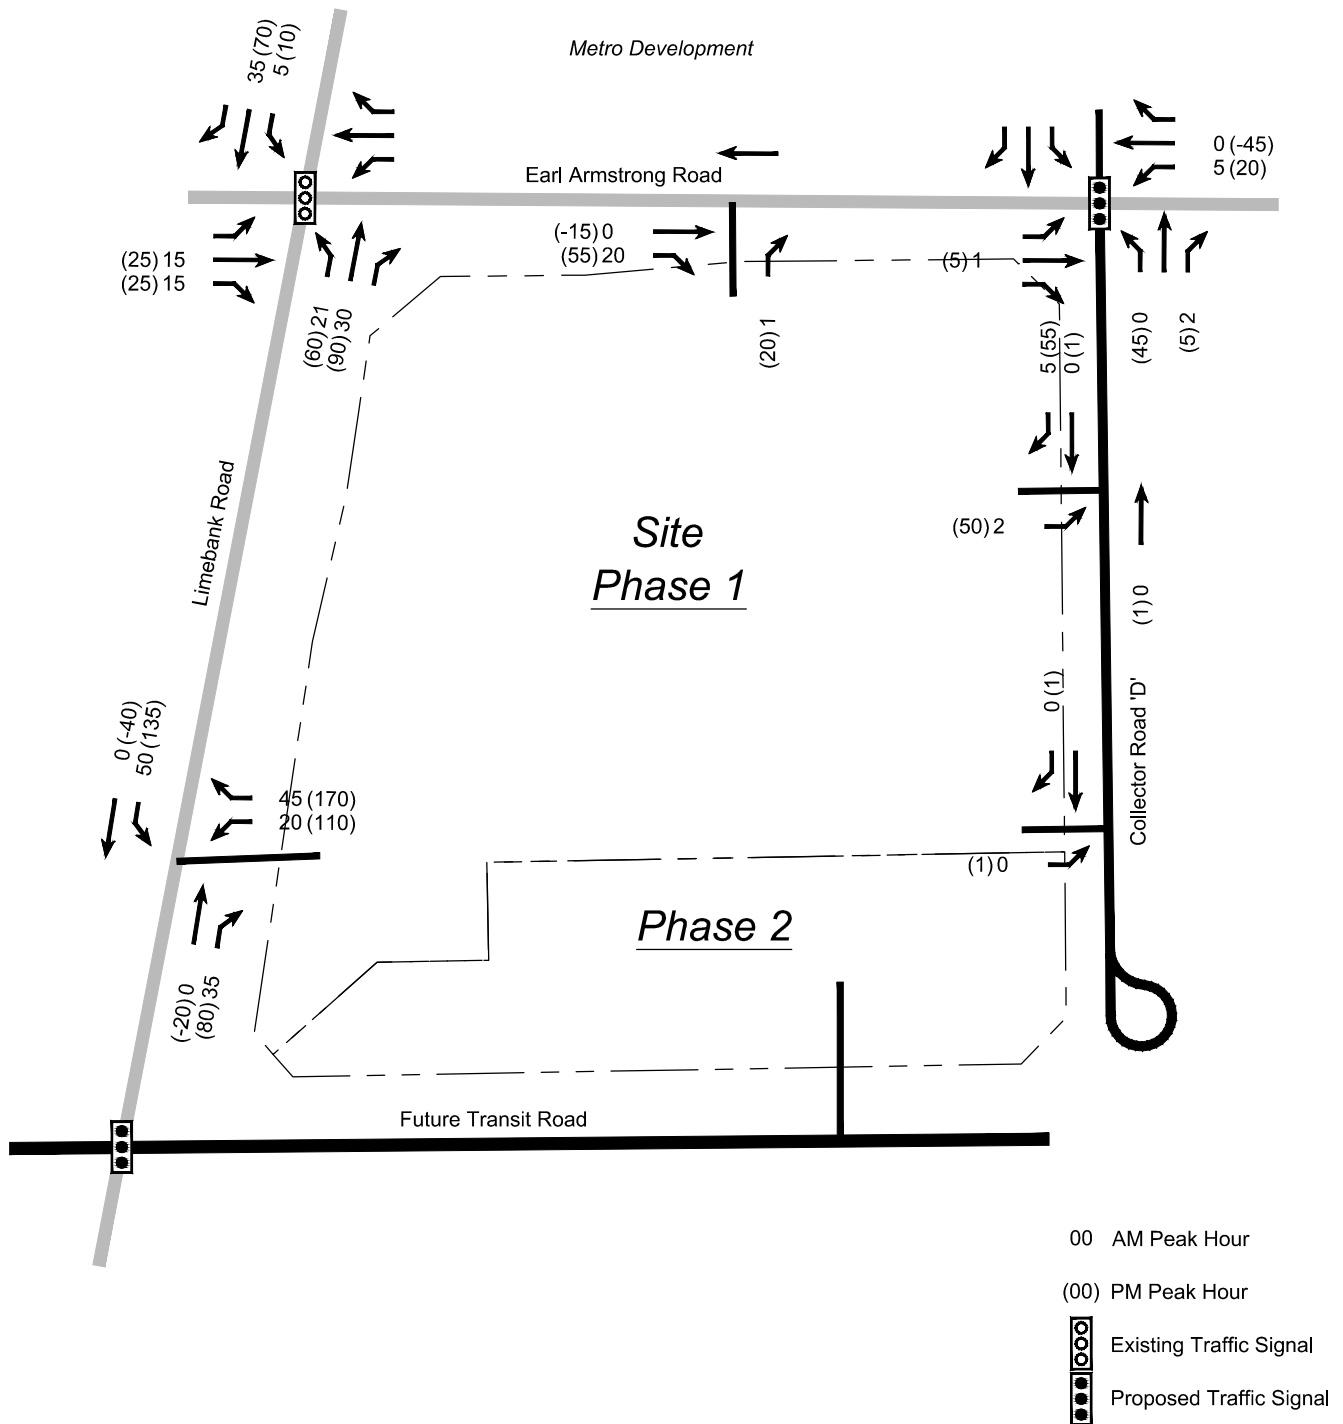 Metro Development
35 (70)
5 (10)
0 (-45)
5 (20)
Earl Armstrong Road
(25) 15
(25) 15
(-15) 0
(55) 20
(5) 1
(60) 21
(90) 30
(20) 1
5 (55)
0 (1)
(45) 0
(5) 2
Limebank Road
Site
Phase 1
(50) 2
(1) 0
0 (1)
Collector Road 'D'
0 (-40)
50 (135)
45 (170)
20 (110)
(1) 0
Phase 2
(-20) 0
(80) 35
Future Transit Road
00 AM Peak Hour
(00) PM Peak Hour
Existing Traffic Signal
Proposed Traffic Signal